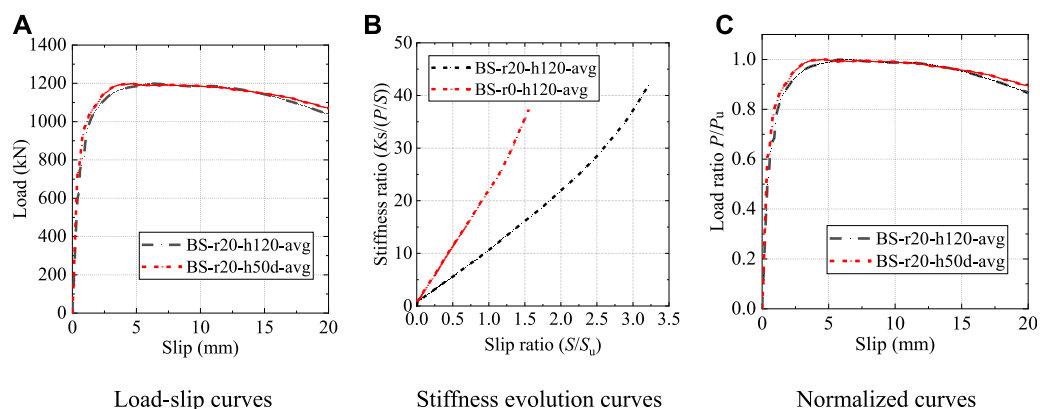 A
1400
1200
1000
800
600
400
200
0
Load (kN)
BS-r20-h120-avg
BS-r20-h50d-avg
0 5 10 15 20
Slip (mm)
Load-slip curves
B
50
40
30
20
10
0
Stiffness ratio (Ks/(P/S))
BS-r20-h120-avg
BS-r0-h120-avg
0.0 0.5 1.0 1.5 2.0 2.5 3.0 3.5
Slip ratio (S/Su)
Stiffness evolution curves
C
1.0
0.8
0.6
0.4
0.2
0.0
Load ratio P/Pu
BS-r20-h120-avg
BS-r20-h50d-avg
0 5 10 15 20
Slip (mm)
Normalized curves